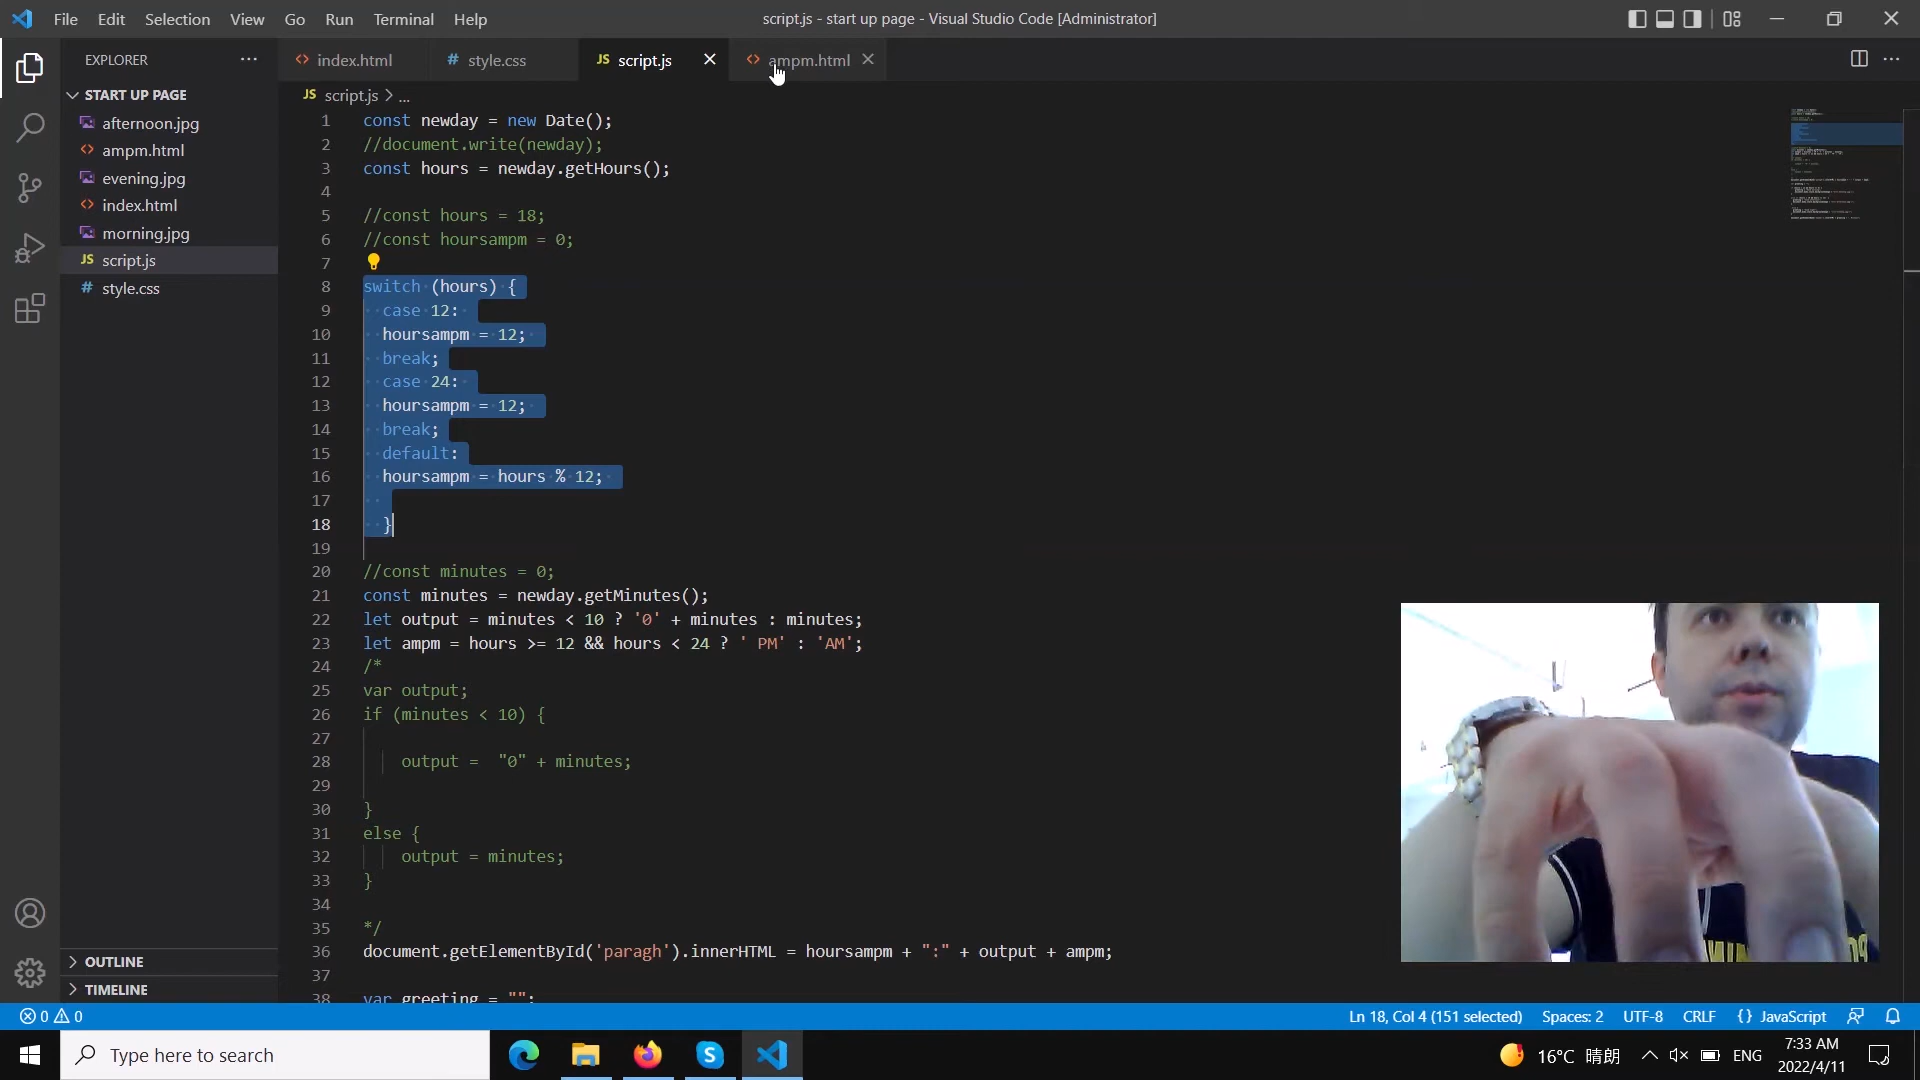 File Edit Selection View Go Run Terminal Help
script.js - start up page - Visual Studio Code [Administrator]
EXPLORER
START UP PAGE
afternoon.jpg
ampm.html
evening.jpg
index.html
morning.jpg
JS script.js
# style.css
OUTLINE
TIMELINE
index.html # style.css JS script.js ampm.html
JS script.js > ...
1 const newday = new Date();
2 //document.write(newday);
3 const hours = newday.getHours();
4
5 //const hours = 18;
6 //const hoursampm = 0;
7
8 switch (hours) {
9 case 12:
10 hoursampm = 12;
11 break;
12 case 24:
13 hoursampm = 12;
14 break;
15 default:
16 hoursampm = hours % 12;
17
18 }
19
20 //const minutes = 0;
21 const minutes = newday.getMinutes();
22 let output = minutes < 10 ? '0' + minutes : minutes;
23 let ampm = hours >= 12 && hours < 24 ? ' PM' : 'AM';
24 /*
25 var output;
26 if (minutes < 10) {
27
28 output = "0" + minutes;
29
30 }
31 else {
32 output = minutes;
33 }
34
35 */
36 document.getElementById('paragh').innerHTML = hoursampm + ":" + output + ampm;
37
38 var greeting = "";
0 0
Ln 18, Col 4 (151 selected) Spaces: 2 UTF-8 CRLF {} JavaScript
Type here to search
16°C 晴朗 ENG
7:33 AM
2022/4/11